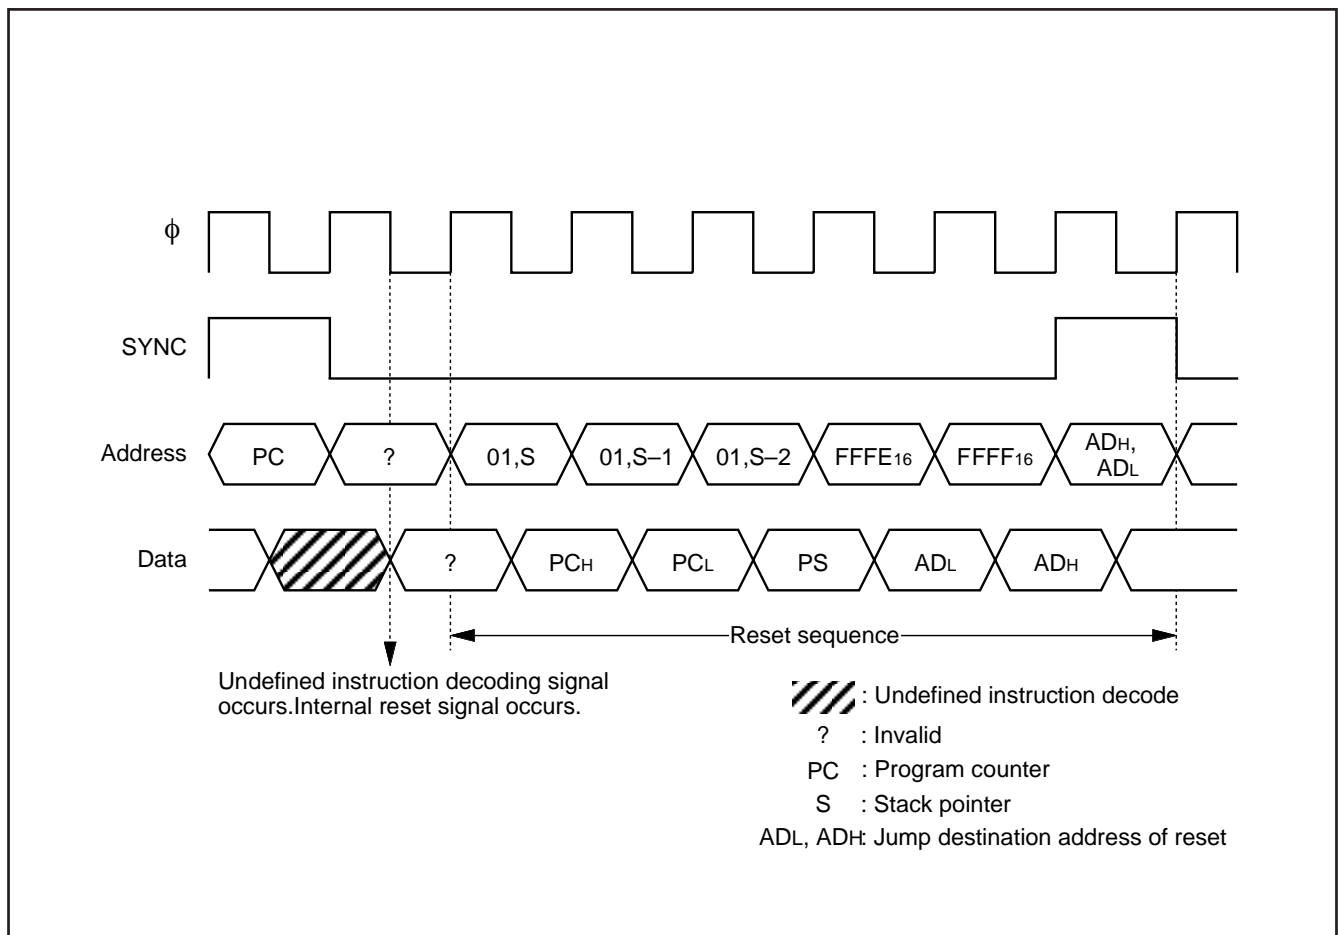 ϕ
SYNC
Address PC ? 01,S 01,S–1 01,S–2 FFFE16 FFFF16 ADH,
ADL
Data ? PCH PCL PS ADL ADH
Reset sequence
Undefined instruction decoding signal
occurs.Internal reset signal occurs.
: Undefined instruction decode
? : Invalid
PC : Program counter
S : Stack pointer
ADL, ADH: Jump destination address of reset